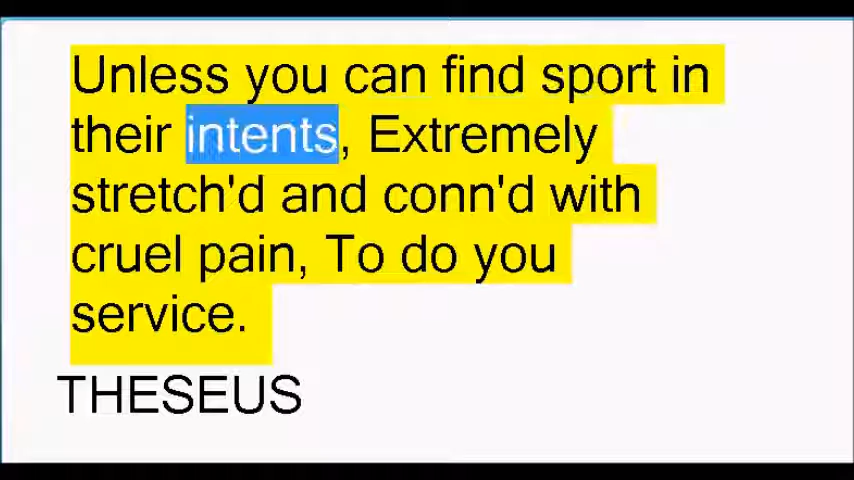 Unless you can find sport in
their intents, Extremely
stretch'd and conn'd with
cruel pain, To do you
service.
THESEUS